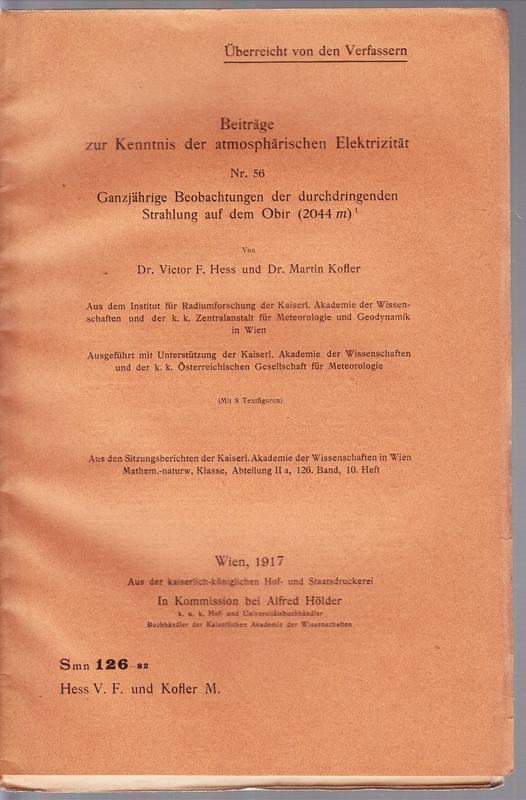 Überreicht von den Verfassern
Beiträge
zur Kenntnis der atmosphärischen Elektrizität
Nr. 56
Ganzjährige Beobachtungen der durchdringenden
Strahlung auf dem Obir (2044 m)¹
Von
Dr. Victor F. Hess und Dr. Martin Kofler
Aus dem Institut für Radiumforschung der Kaiserl. Akademie der Wissen-
schaften und der k. k. Zentralanstalt für Meteorologie und Geodynamik
in Wien
Ausgeführt mit Unterstützung der Kaiserl. Akademie der Wissenschaften
und der k. k. Österreichischen Gesellschaft für Meteorologie
(Mit 8 Textfiguren)
Aus den Sitzungsberichten der Kaiserl. Akademie der Wissenschaften in Wien
Mathem.-naturw. Klasse, Abteilung II a, 126. Band, 10. Heft
Wien, 1917
Aus der kaiserlich-königlichen Hof- und Staatsdruckerei
In Kommission bei Alfred Hölder
k. u. k. Hof- und Universitätsbuchhändler
Buchhändler der Kaiserlichen Akademie der Wissenschaften
Smn 126-82
Hess V. F. und Kofler M.